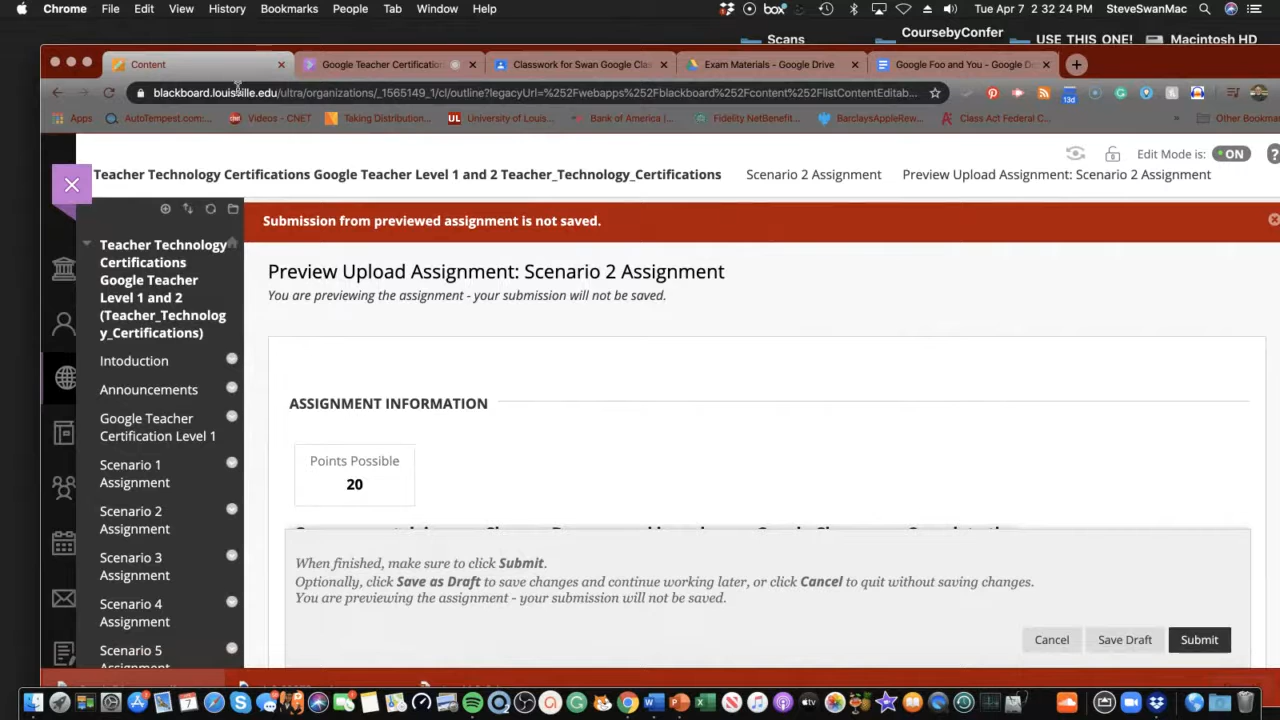 Chrome File Edit View History Bookmarks People Tab Window Help
box
Tue Apr 7 2:32:24 PM SteveSwanMac
Scans
CoursebyConfer
USE THIS ONE!
Macintosh HD
Content
Google Teacher Certification
Classwork for Swan Google Cla
Exam Materials - Google Drive
Google Foo and You - Google D
blackboard.louisville.edu/ultra/organizations/_1565149_1/cl/outline?legacyUrl=%252Fwebapps%252Fblackboard%252Fcontent%252FlistContentEditab...
13d
Apps
AutoTempest.com:...
Videos - CNET
Taking Distribution...
UL University of Louis...
Bank of America |...
Fidelity NetBenefit...
BarclaysAppleRew...
Class Act Federal C...
»
Other Bookma
Edit Mode is: ON
?
Teacher Technology Certifications Google Teacher Level 1 and 2 Teacher_Technology_Certifications
Scenario 2 Assignment
Preview Upload Assignment: Scenario 2 Assignment
Submission from previewed assignment is not saved.
Teacher Technology
Certifications
Google Teacher
Level 1 and 2
(Teacher_Technolog
y_Certifications)
Intoduction
Announcements
Google Teacher
Certification Level 1
Scenario 1
Assignment
Scenario 2
Assignment
Scenario 3
Assignment
Scenario 4
Assignment
Scenario 5
Assignment
Preview Upload Assignment: Scenario 2 Assignment
You are previewing the assignment - your submission will not be saved.
ASSIGNMENT INFORMATION
Points Possible
20
When finished, make sure to click Submit.
Optionally, click Save as Draft to save changes and continue working later, or click Cancel to quit without saving changes.
You are previewing the assignment - your submission will not be saved.
Cancel
Save Draft
Submit